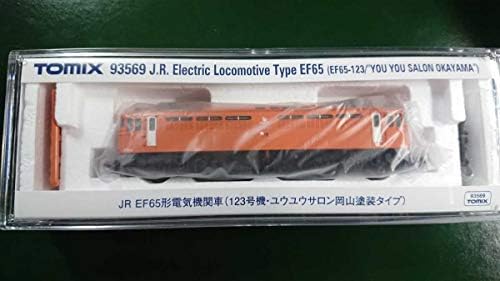 TOMIX 93569 J.R. Electric Locomotive Type EF65 (EF65-123/"YOU YOU SALON OKAYAMA")
JR EF65形電気機関車(123号機・ユウユウサロン岡山塗装タイプ)
93569
TOMIX